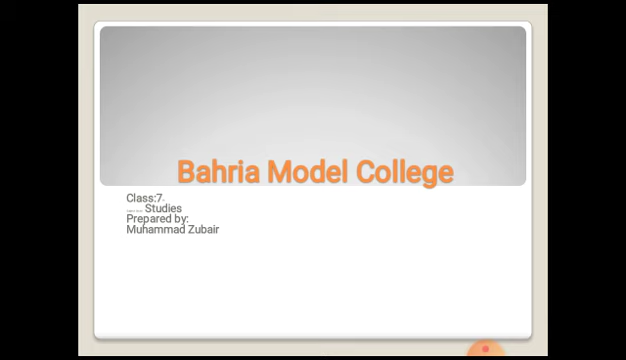 Bahria Model College
Class:7
Studies
Prepared by:
Muhammad Zubair